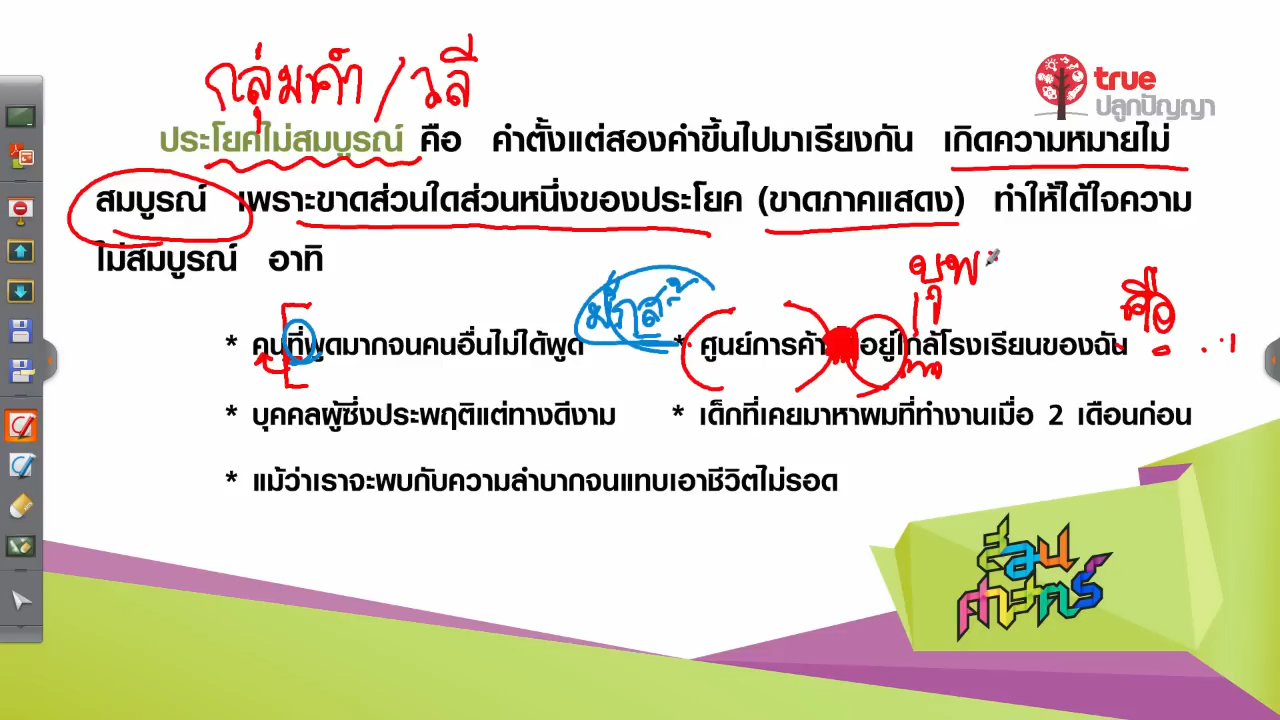 กลุ่มคำ / วลี
true
ปลูกปัญญา
ประโยคไม่สมบูรณ์ คือ คำตั้งแต่สองคำขึ้นไปมาเรียงกัน เกิดความหมายไม่
สมบูรณ์ เพราะขาดส่วนใดส่วนหนึ่งของประโยค (ขาดภาคแสดง) ทำให้ได้ใจความ
ไม่สมบูรณ์ อาทิ
บุพ
คือ
* คนที่พูดมากจนคนอื่นไม่ได้พูด * ศูนย์การค้า อยู่ใกล้โรงเรียนของฉัน
* บุคคลผู้ซึ่งประพฤติแต่ทางดีงาม * เด็กที่เคยมาหาผมที่ทำงานเมื่อ 2 เดือนก่อน
* แม้ว่าเราจะพบกับความลำบากจนแทบเอาชีวิตไม่รอด
สอน
ศาสตร์